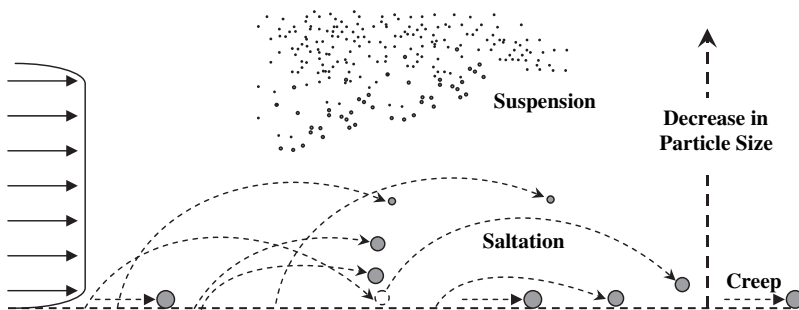 Suspension
Decrease in
Particle Size
Saltation
Creep